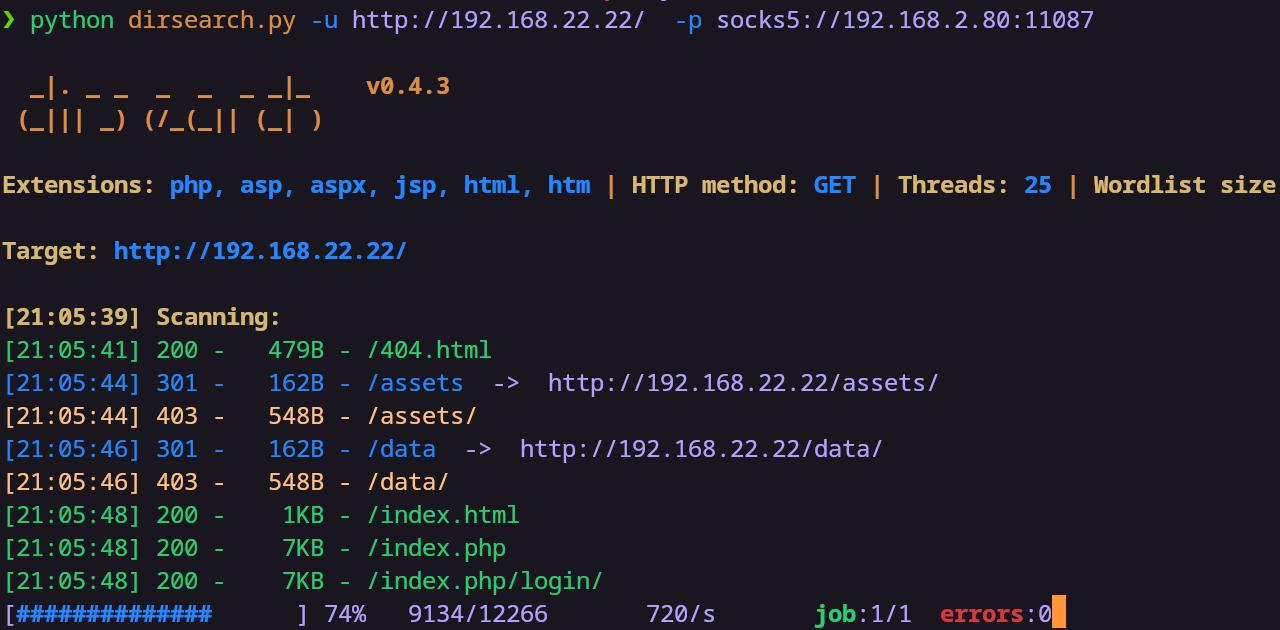 ❯ python dirsearch.py -u http://192.168.22.22/  -p socks5://192.168.2.80:11087
  _|. _ _  _  _  _ _|_    v0.4.3
 (_||| _) (/_(_|| (_| )
Extensions: php, asp, aspx, jsp, html, htm | HTTP method: GET | Threads: 25 | Wordlist size
Target: http://192.168.22.22/
[21:05:39] Scanning:
[21:05:41] 200 -   479B - /404.html
[21:05:44] 301 -   162B - /assets  ->  http://192.168.22.22/assets/
[21:05:44] 403 -   548B - /assets/
[21:05:46] 301 -   162B - /data  ->  http://192.168.22.22/data/
[21:05:46] 403 -   548B - /data/
[21:05:48] 200 -    1KB - /index.html
[21:05:48] 200 -    7KB - /index.php
[21:05:48] 200 -    7KB - /index.php/login/
[##############      ] 74%   9134/12266       720/s       job:1/1  errors:0